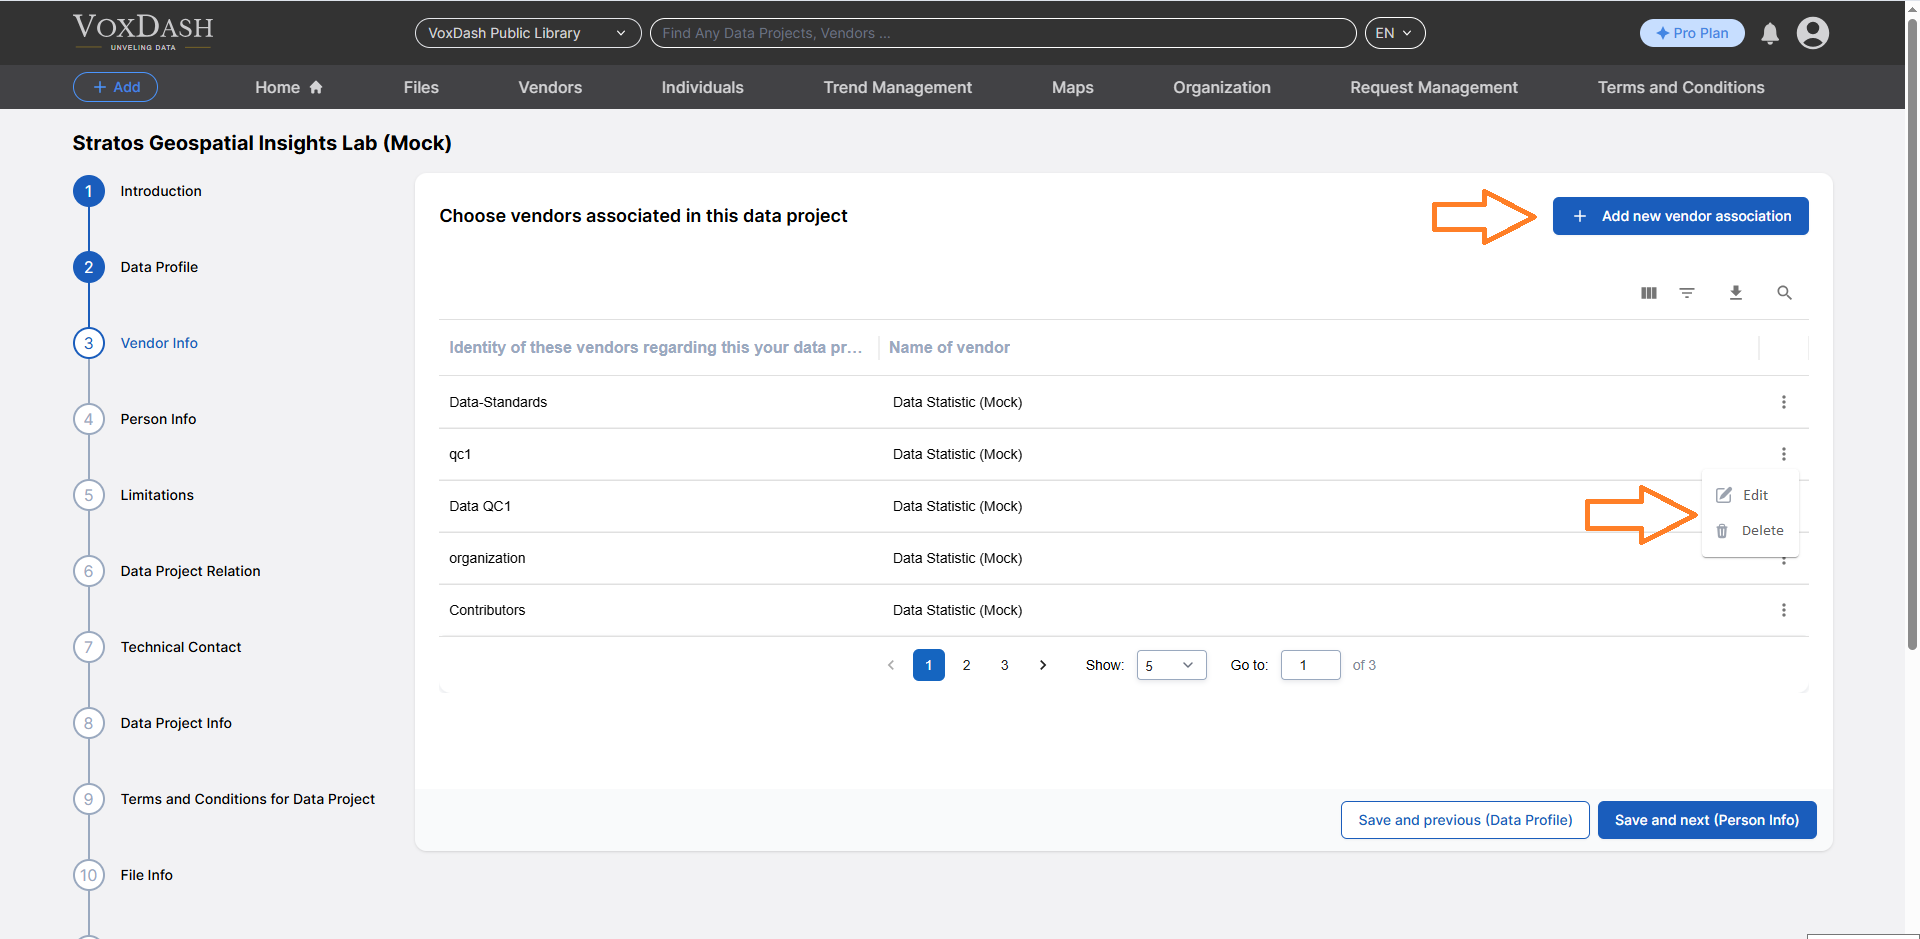 VOXDASH
UNVELING DATA
VoxDash Public Library
Find Any Data Projects, Vendors ...
EN
Pro Plan
+ Add
Home
Files
Vendors
Individuals
Trend Management
Maps
Organization
Request Management
Terms and Conditions
Stratos Geospatial Insights Lab (Mock)
1 Introduction
2 Data Profile
3 Vendor Info
4 Person Info
5 Limitations
6 Data Project Relation
7 Technical Contact
8 Data Project Info
9 Terms and Conditions for Data Project
10 File Info
Choose vendors associated in this data project
+ Add new vendor association
Identity of these vendors regarding this your data pr... Name of vendor
Data-Standards Data Statistic (Mock)
qc1 Data Statistic (Mock)
Data QC1 Data Statistic (Mock)
organization Data Statistic (Mock)
Contributors Data Statistic (Mock)
Edit
Delete
1 2 3 Show: 5 Go to: 1 of 3
Save and previous (Data Profile)
Save and next (Person Info)